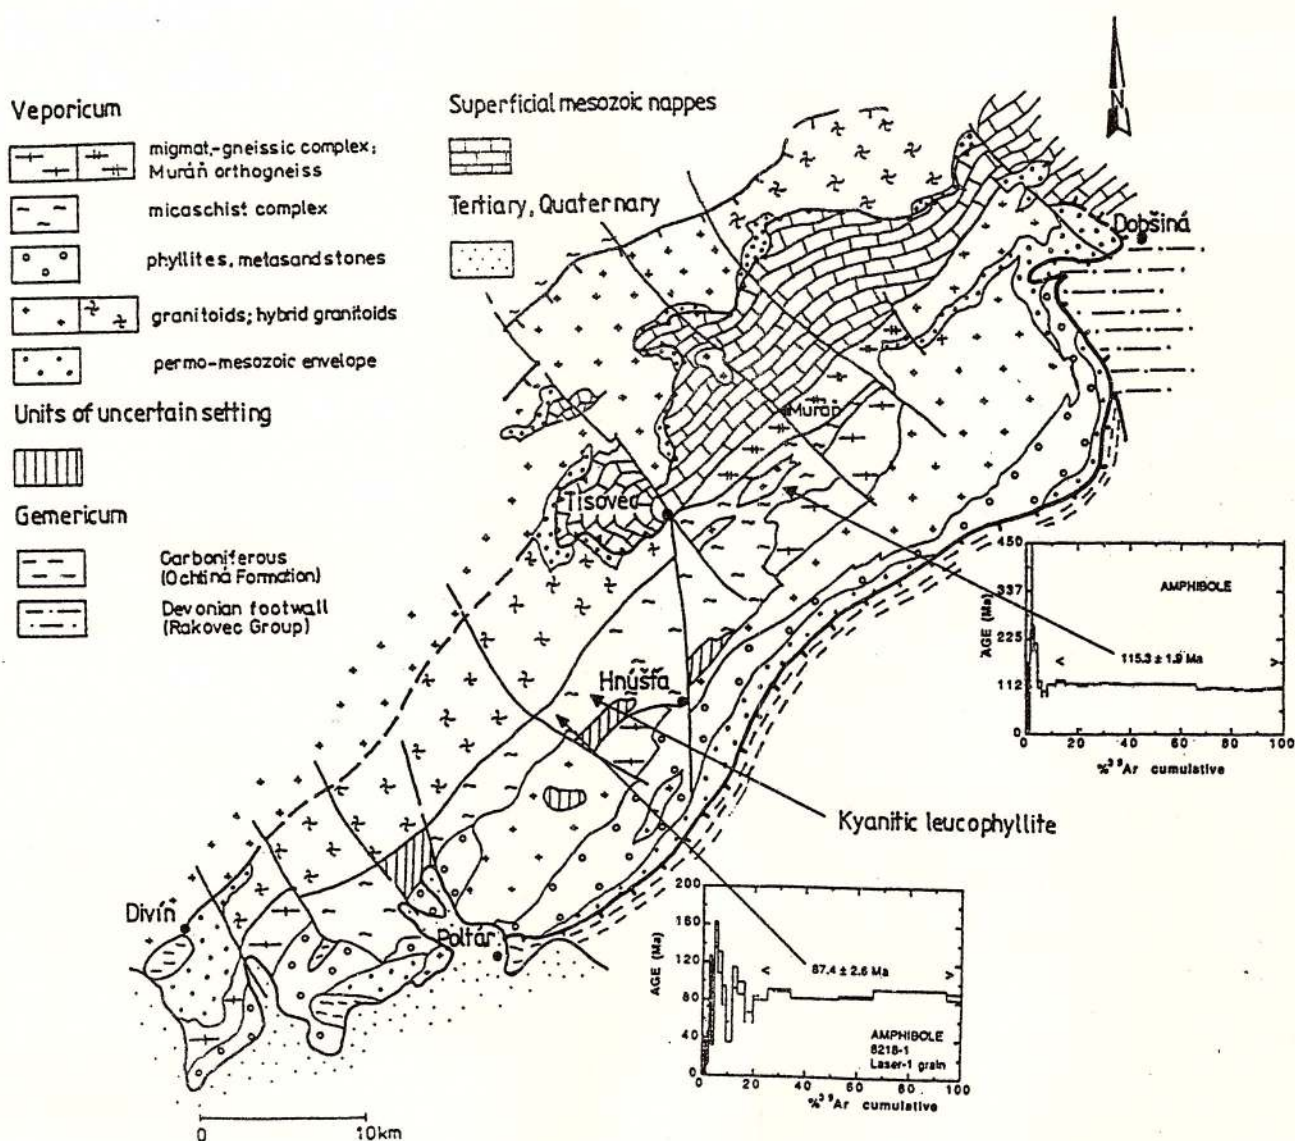 Veporicum
migmat.-gneissic complex;
Muráň orthogneiss
micaschist complex
phyllites, metasandstones
granitoids; hybrid granitoids
permo-mesozoic envelope
Units of uncertain setting
Gemericum
Carboniferous
(Ochtiná Formation)
Devonian footwall
(Rakovec Group)
Superficial mesozoic nappes
Tertiary, Quaternary
N
Dobšiná
Muráň
Tisovec
Hnúšťa
Divín
Poltár
Kyanitic leucophyllite
450
337
225
112
0
AGE (Ma)
AMPHIBOLE
115.3 ± 1.9 Ma
< >
0 20 40 60 80 100
%³⁹Ar cumulative
200
160
120
80
40
0
AGE (Ma)
87.4 ± 2.6 Ma
< >
AMPHIBOLE
8218-1
Laser-1 grain
0 20 40 60 80 100
%³⁹Ar cumulative
0 10km